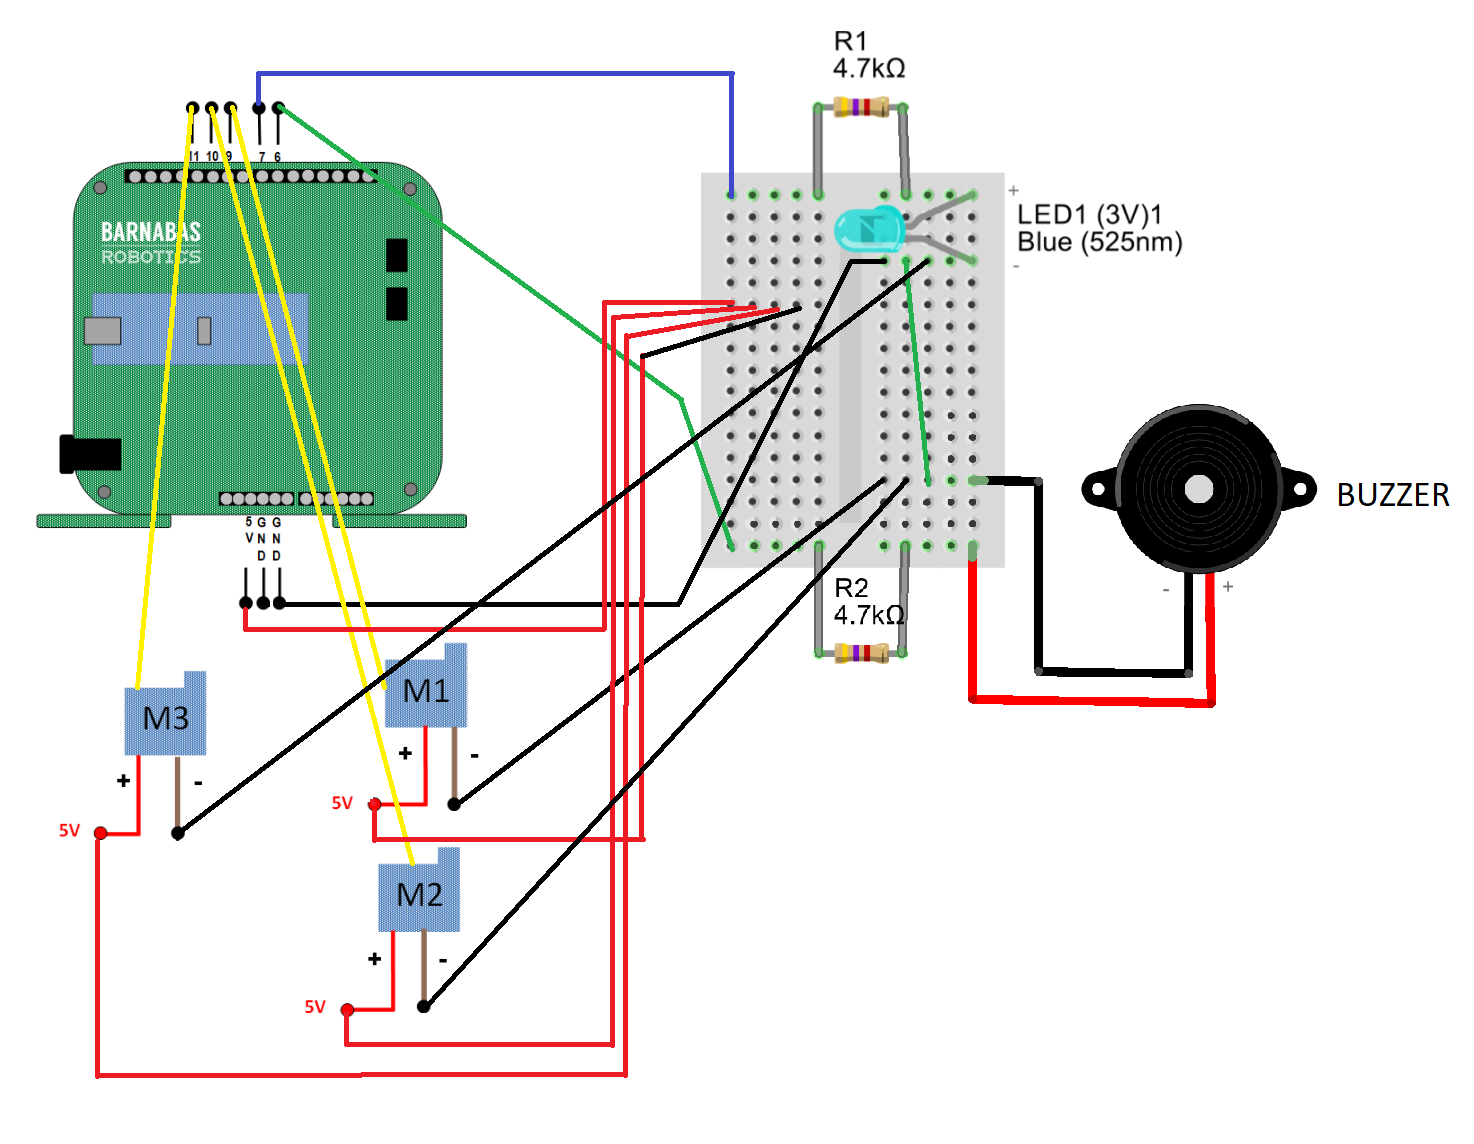 R1
4.7kΩ
11 10 9 7 6
BARNABAS
ROBOTICS
+
LED1 (3V)1
Blue (525nm)
-
BUZZER
5V GND GND
R2
4.7kΩ
- +
M1
M3
+ -
+ -
5V
5V
M2
+ -
5V